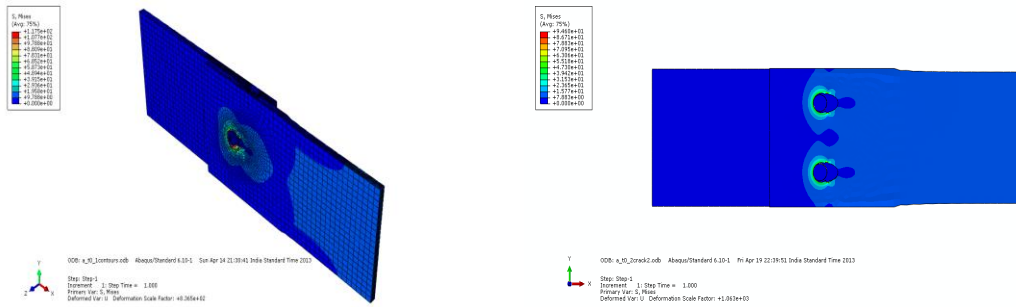 S, Mises
(Avg: 75%)
+1.175e+02
+1.077e+02
+9.788e+01
+8.809e+01
+7.831e+01
+6.852e+01
+5.873e+01
+4.894e+01
+3.915e+01
+2.936e+01
+1.958e+01
+9.788e+00
+0.000e+00
Y
Z
X
ODB: a_t0_1contours.odb Abaqus/Standard 6.10-1 Sun Apr 14 21:39:41 India Standard Time 2013
Step: Step-1
Increment 1: Step Time = 1.000
Primary Var: S, Mises
Deformed Var: U Deformation Scale Factor: +8.365e+02
S, Mises
(Avg: 75%)
+9.460e+01
+8.671e+01
+7.883e+01
+7.095e+01
+6.306e+01
+5.518e+01
+4.730e+01
+3.942e+01
+3.153e+01
+2.365e+01
+1.577e+01
+7.883e+00
+0.000e+00
Y
X
ODB: a_t0_2crack2.odb Abaqus/Standard 6.10-1 Fri Apr 19 22:39:51 India Standard Time 2013
Step: Step-1
Increment 1: Step Time = 1.000
Primary Var: S, Mises
Deformed Var: U Deformation Scale Factor: +1.063e+03